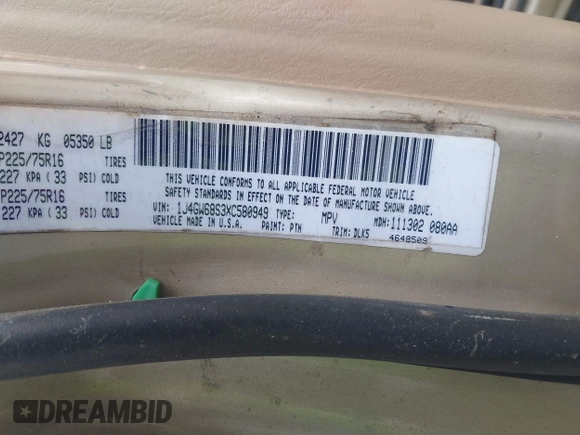 2427 KG 05350 LB
P225/75R16 TIRES
227 KPA ( 33 PSI) COLD
P225/75R16 TIRES
227 KPA ( 33 PSI) COLD
THIS VEHICLE CONFORMS TO ALL APPLICABLE FEDERAL MOTOR VEHICLE
SAFETY STANDARDS IN EFFECT ON THE DATE OF MANUFACTURE SHOWN ABOVE.
VIN: 1J4GW68S3XC580949 TYPE: MPV MDH: 111302 080AA
VEHICLE MADE IN U.S.A. PAINT: PTN TRIM: DLK5 4648509
DREAMBID